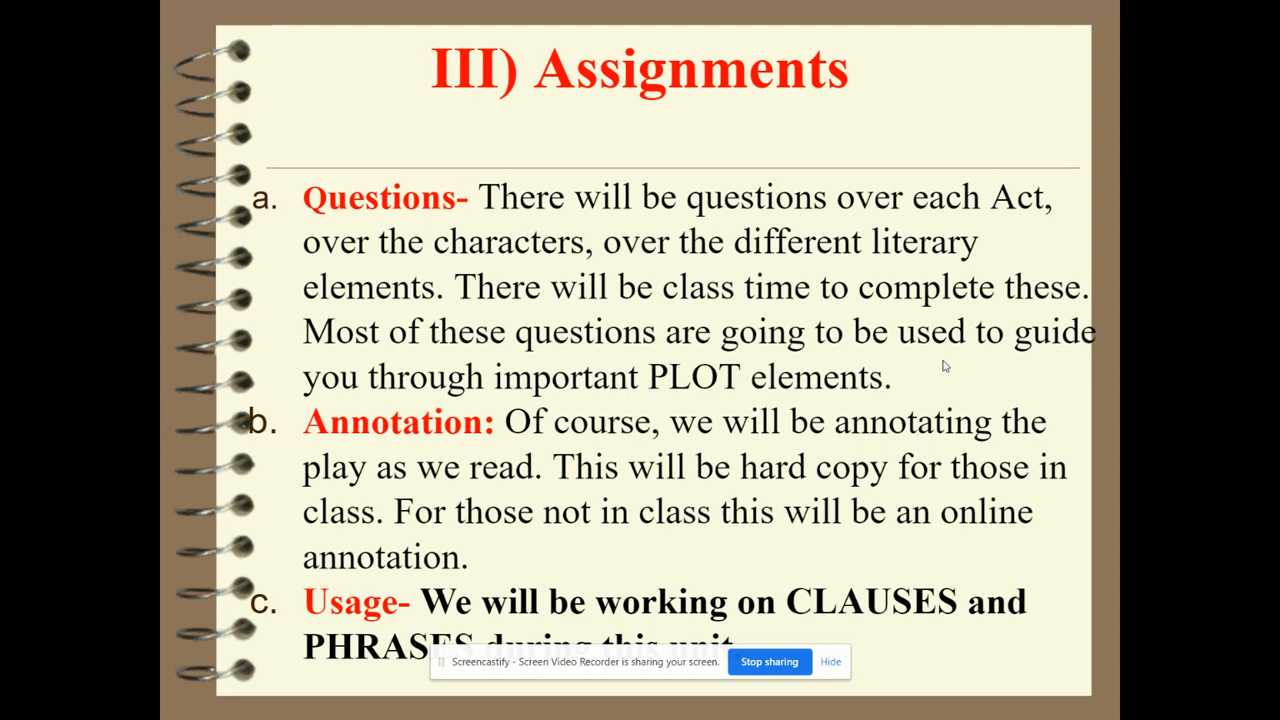 III) Assignments
a. Questions- There will be questions over each Act,
over the characters, over the different literary
elements. There will be class time to complete these.
Most of these questions are going to be used to guide
you through important PLOT elements.
b. Annotation: Of course, we will be annotating the
play as we read. This will be hard copy for those in
class. For those not in class this will be an online
annotation.
c. Usage- We will be working on CLAUSES and
PHRASES during this unit
Screencastify - Screen Video Recorder is sharing your screen. Stop sharing Hide